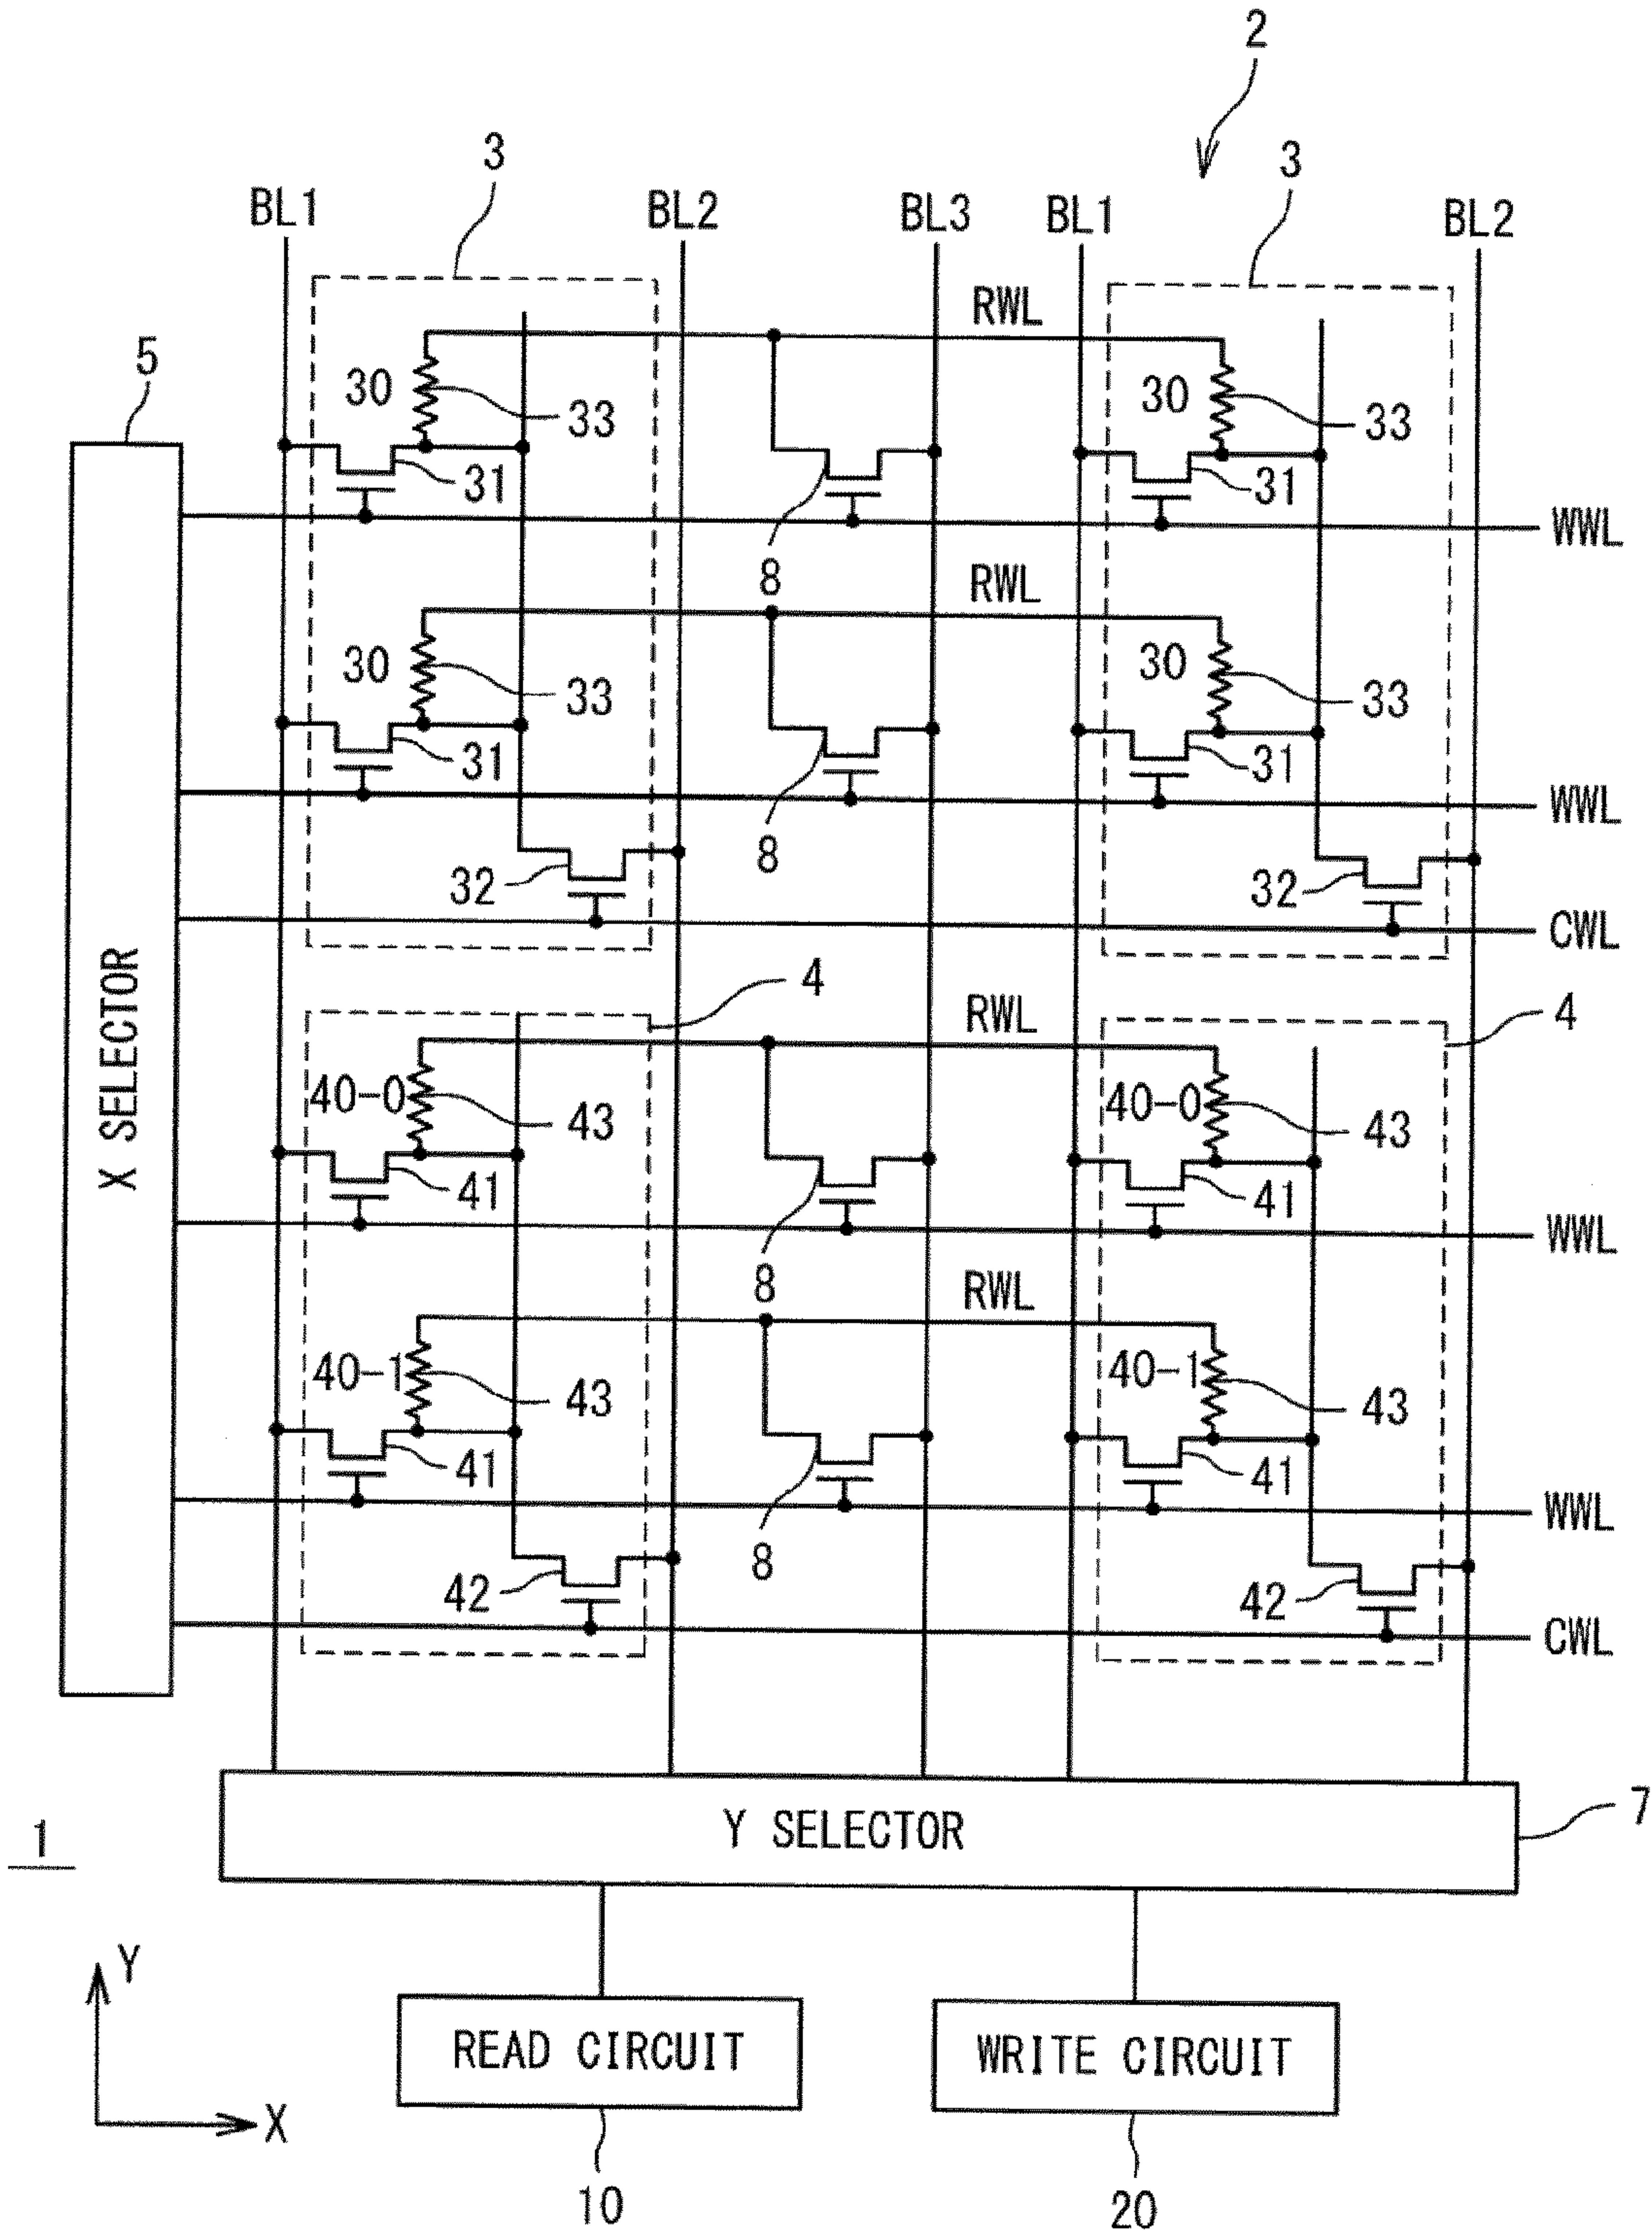 2
3 3
BL1 BL2 BL3 BL1 BL2
RWL
5
30 33 30 33
31 31
WWL
8
RWL
30 33 30 33
31 31
WWL
8
32 32
CWL
X SELECTOR
4 4
RWL
40-0 43 40-0 43
41 41
WWL
8
RWL
40-1 43 40-1 43
41 41
WWL
8
42 42
CWL
7
Y SELECTOR
1
Y
READ CIRCUIT WRITE CIRCUIT
X
10 20